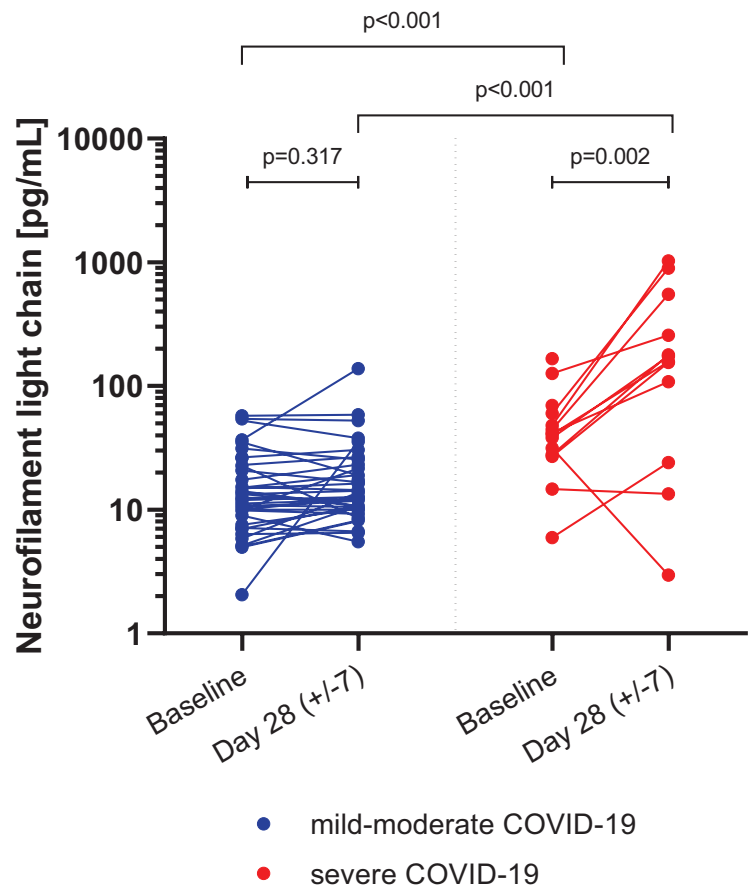 p<0.001
p<0.001
p=0.317
p=0.002
Neurofilament light chain [pg/mL]
10000
1000
100
10
1
Baseline
Day 28 (+/-7)
Baseline
Day 28 (+/-7)
mild-moderate COVID-19
severe COVID-19